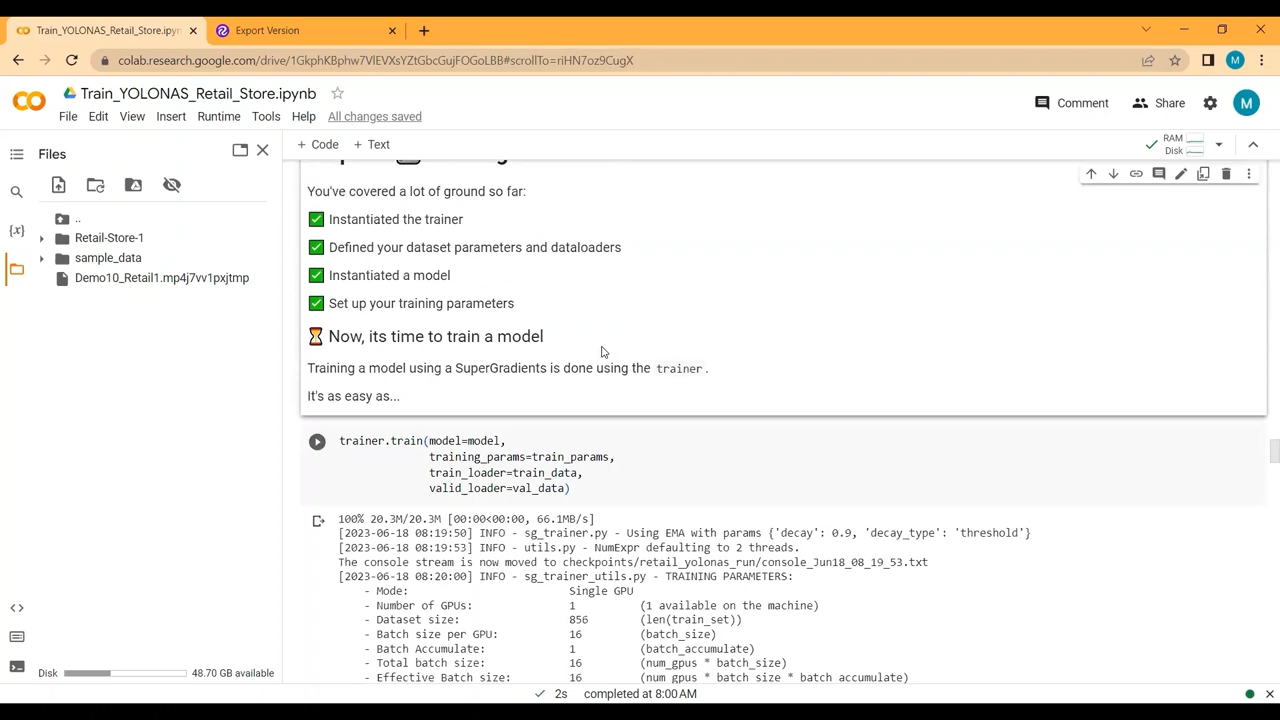 Train_YOLONAS_Retail_Store.ipyn
Export Version
colab.research.google.com/drive/1GkphKBphw7VlEVXsYZtGbcGujFOGoLBB#scrollTo=riHN7oz9CugX
M
Train_YOLONAS_Retail_Store.ipynb
File Edit View Insert Runtime Tools Help All changes saved
Comment Share M
Files
+ Code + Text
RAM
Disk
..
Retail-Store-1
sample_data
Demo10_Retail1.mp4j7vv1pxjtmp
You've covered a lot of ground so far:
Instantiated the trainer
Defined your dataset parameters and dataloaders
Instantiated a model
Set up your training parameters
Now, its time to train a model
Training a model using a SuperGradients is done using the trainer.
It's as easy as...
trainer.train(model=model,
training_params=train_params,
train_loader=train_data,
valid_loader=val_data)
100% 20.3M/20.3M [00:00<00:00, 66.1MB/s]
[2023-06-18 08:19:50] INFO - sg_trainer.py - Using EMA with params {'decay': 0.9, 'decay_type': 'threshold'}
[2023-06-18 08:19:53] INFO - utils.py - NumExpr defaulting to 2 threads.
The console stream is now moved to checkpoints/retail_yolonas_run/console_Jun18_08_19_53.txt
[2023-06-18 08:20:00] INFO - sg_trainer_utils.py - TRAINING PARAMETERS:
- Mode: Single GPU
- Number of GPUs: 1 (1 available on the machine)
- Dataset size: 856 (len(train_set))
- Batch size per GPU: 16 (batch_size)
- Batch Accumulate: 1 (batch_accumulate)
- Total batch size: 16 (num_gpus * batch_size)
- Effective Batch size: 16 (num_gpus * batch_size * batch_accumulate)
Disk 48.70 GB available
2s completed at 8:00 AM